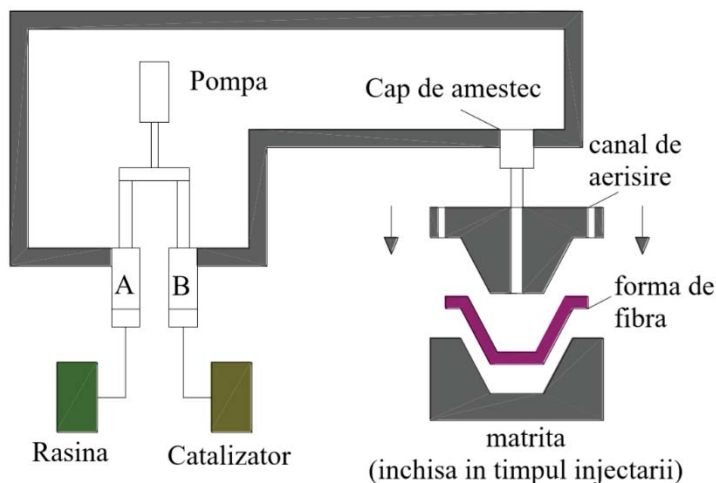 Pompa
Cap de amestec
canal de
aerisire
A
B
forma de
fibra
Rasina
Catalizator
matrita
(inchisa in timpul injectarii)